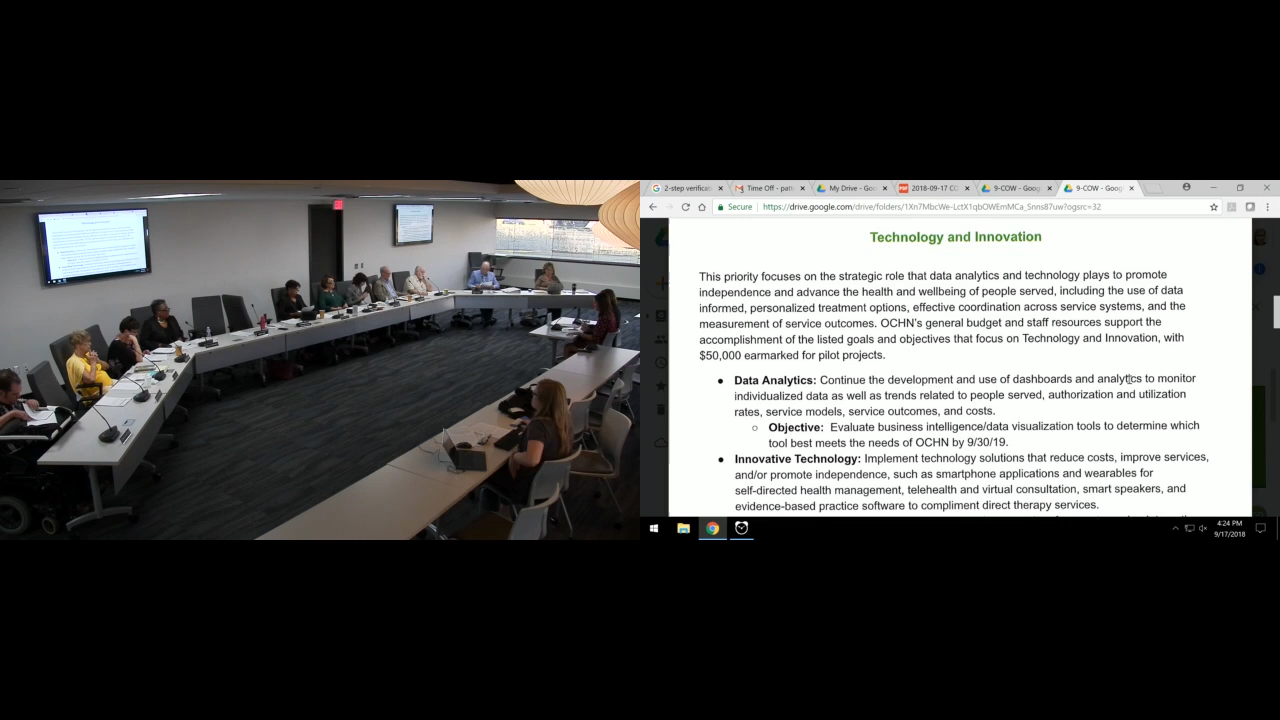 2-step verificat
Time Off - pat
My Drive - Goo
2018-09-17 CO
9-COW - Goog
9-COW - Goog
Secure
https://drive.google.com/drive/folders/1Xn7MbcWe-LctX1qbOWEmMCa_Snns87uw?ogsrc=32
Technology and Innovation
This priority focuses on the strategic role that data analytics and technology plays to promote
independence and advance the health and wellbeing of people served, including the use of data
informed, personalized treatment options, effective coordination across service systems, and the
measurement of service outcomes. OCHN's general budget and staff resources support the
accomplishment of the listed goals and objectives that focus on Technology and Innovation, with
$50,000 earmarked for pilot projects.
● Data Analytics: Continue the development and use of dashboards and analytics to monitor
individualized data as well as trends related to people served, authorization and utilization
rates, service models, service outcomes, and costs.
○ Objective: Evaluate business intelligence/data visualization tools to determine which
tool best meets the needs of OCHN by 9/30/19.
● Innovative Technology: Implement technology solutions that reduce costs, improve services,
and/or promote independence, such as smartphone applications and wearables for
self-directed health management, telehealth and virtual consultation, smart speakers, and
evidence-based practice software to compliment direct therapy services.
4:24 PM
9/17/2018